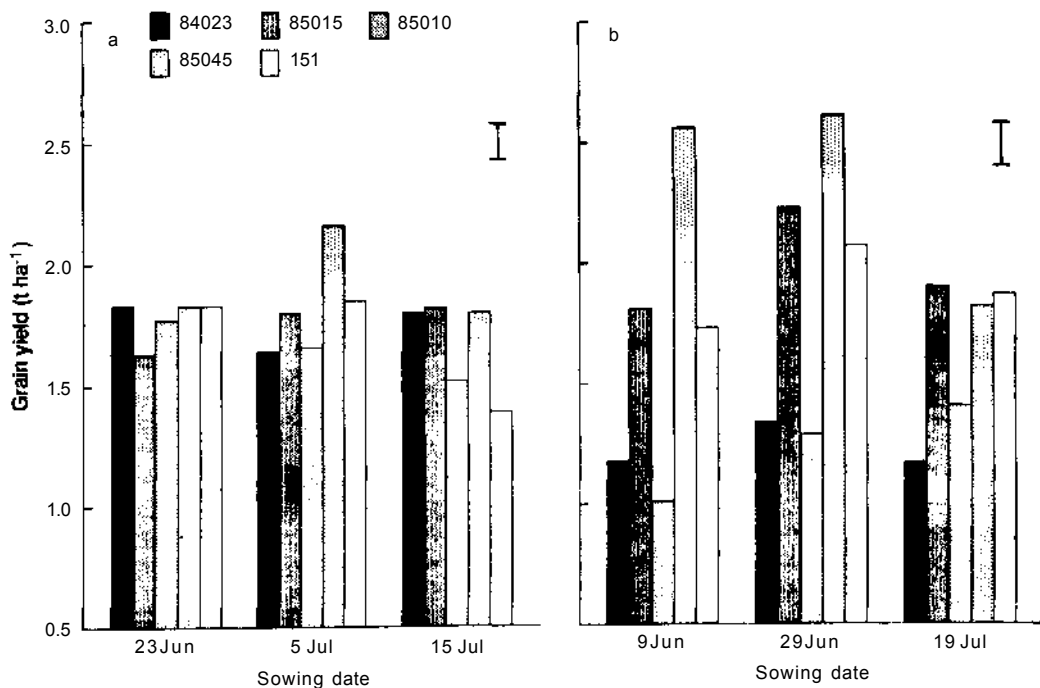 3.0
2.5
2.0
1.5
1.0
0.5
Grain yield (t ha⁻¹)
a
84023 85015 85010
85045 151
23Jun 5 Jul 15 Jul
Sowing date
b
9Jun 29Jun 19 Jul
Sowing date